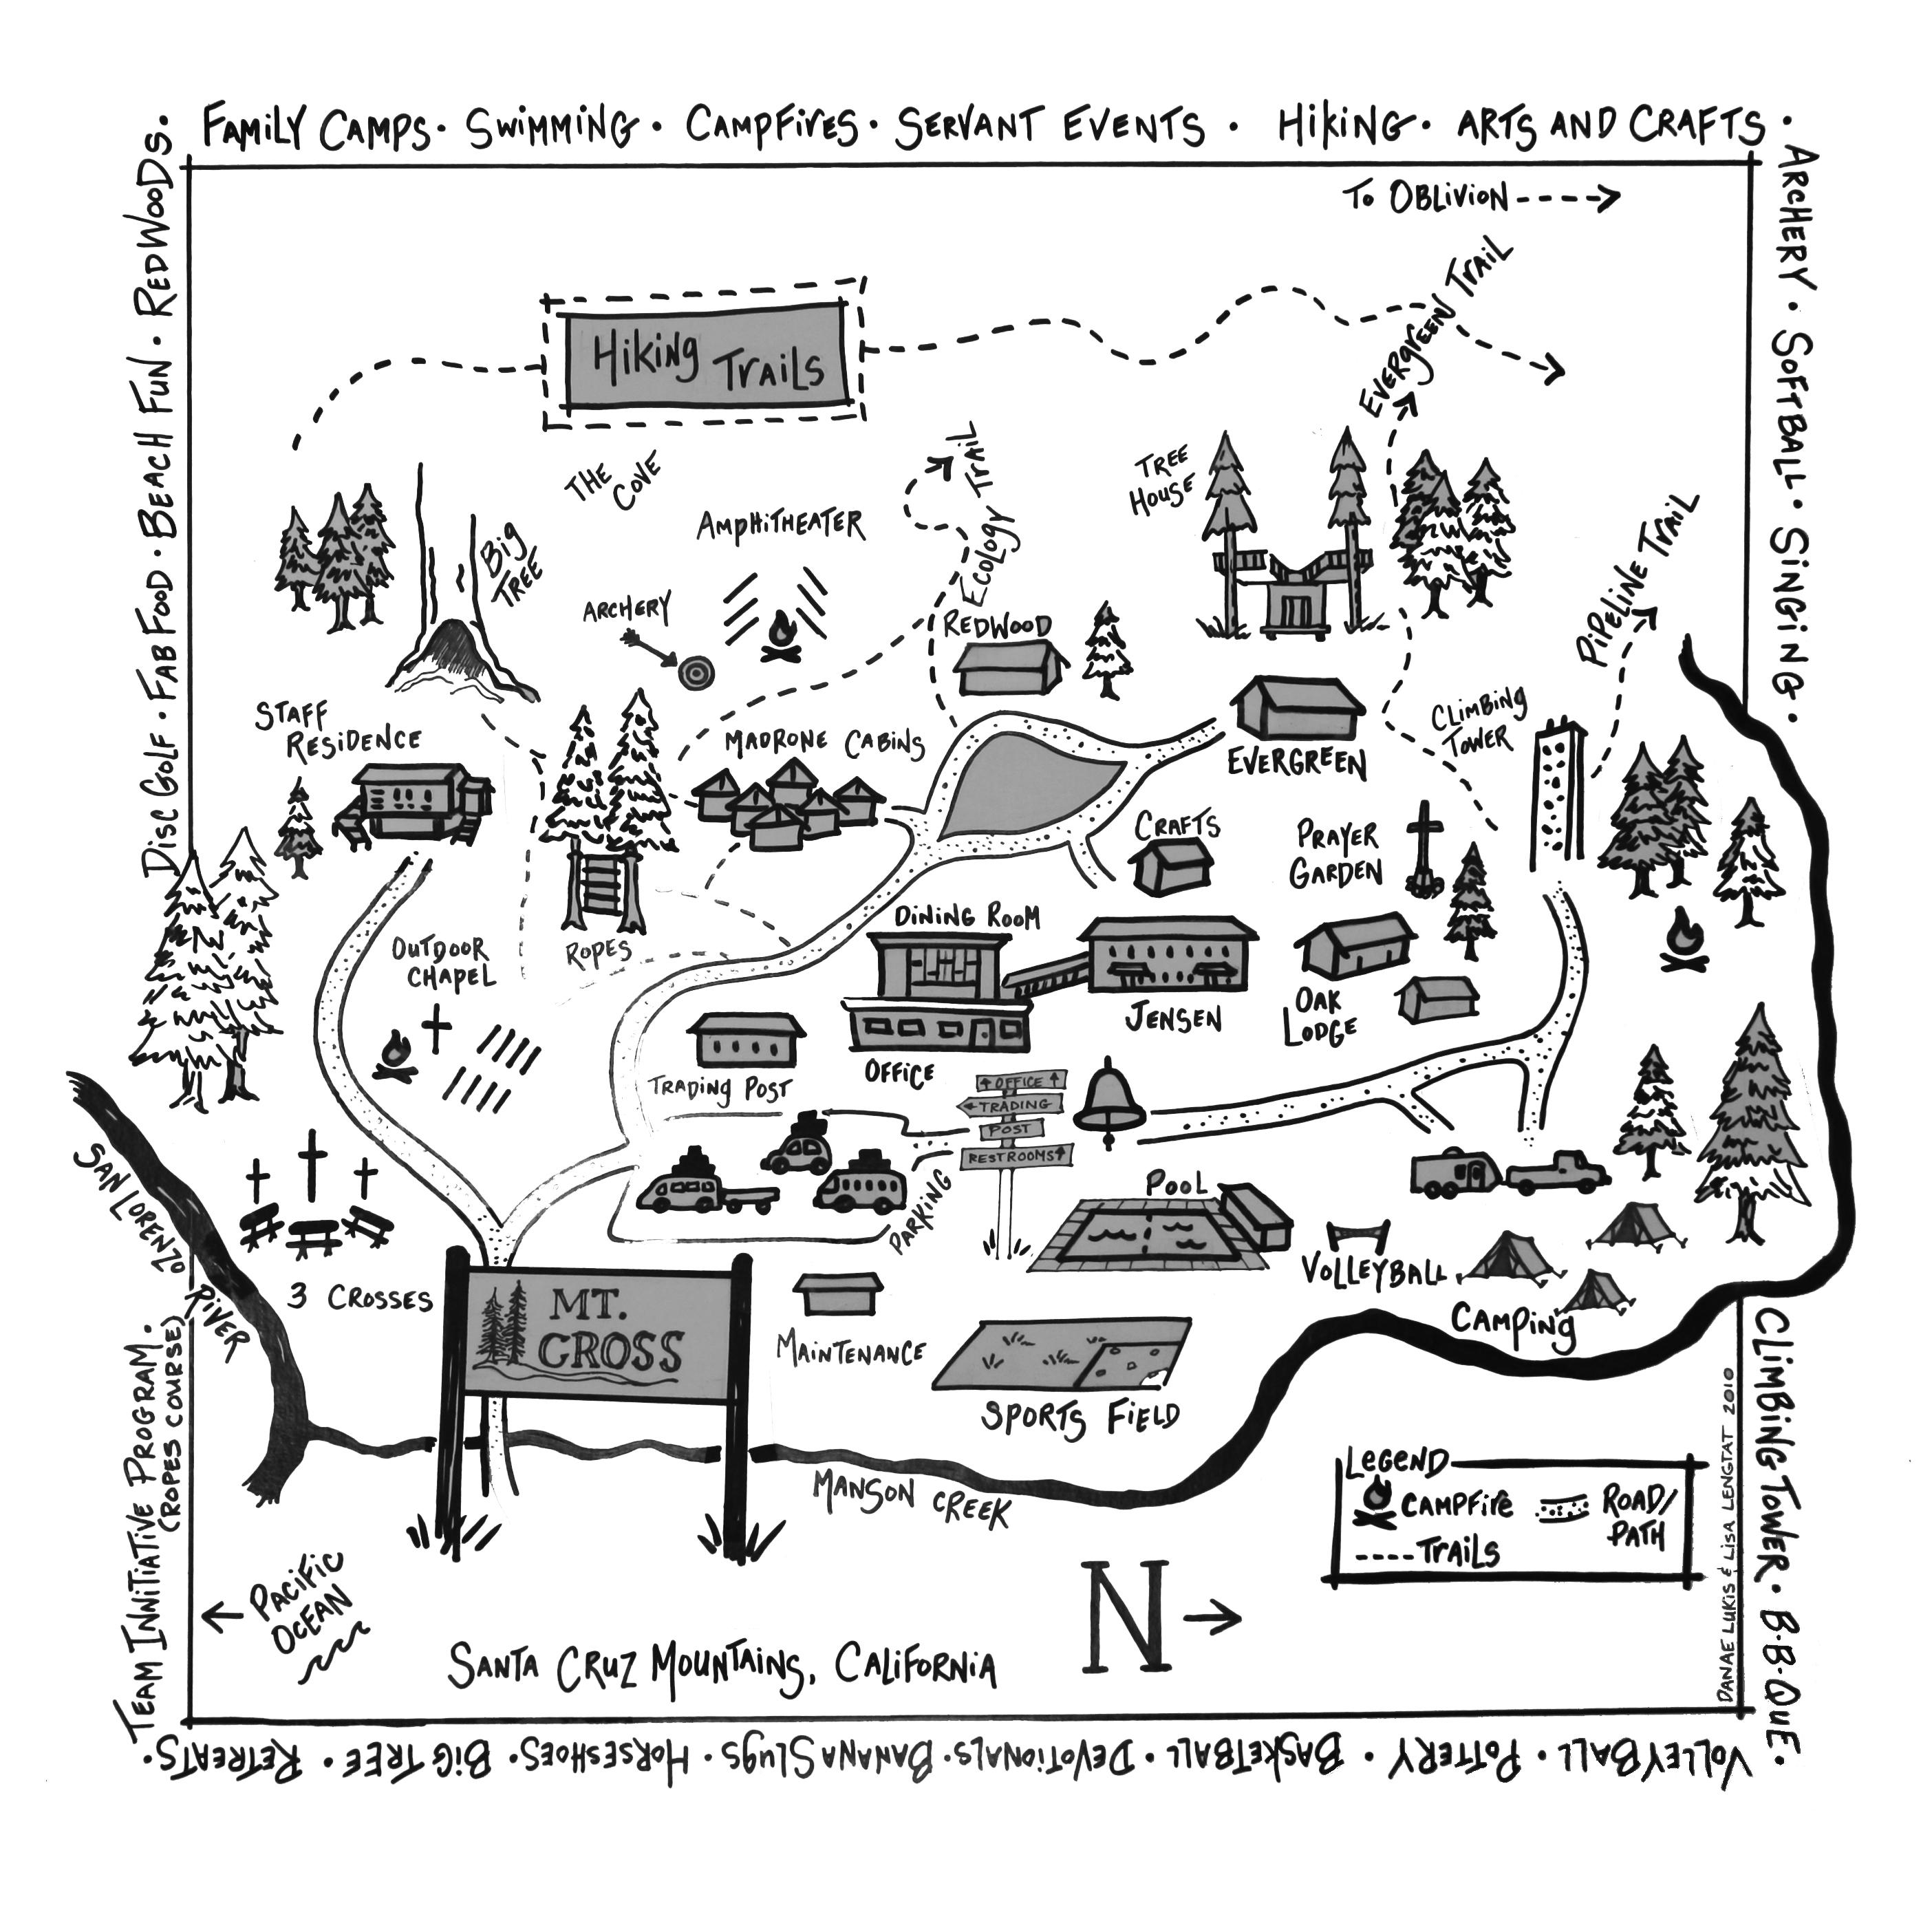 FAMILY CAMPS · SWIMMING · CAMPFIRES · SERVANT EVENTS · HIKING · ARTS AND CRAFTS ·
ARCHERY · SOFTBALL · SINGING ·
CLIMBING TOWER · B·B·QUE ·
VOLLEYBALL · POTTERY · BASKETBALL · DEVOTIONALS · BANANA SLUGS · HORSESHOES · BIG TREE · RETREATS ·
TEAM INNITIATIVE PROGRAM.
(ROPES COURSE)
DISC GOLF · FAB FOOD · BEACH FUN · REDWOODS.
TO OBLIVION
EVERGREEN TRAIL
HIKING TRAILS
THE
COVE
ECOLOGY TRAIL
TREE
HOUSE
AMPHITHEATER
BIG
TREE
PIPELINE TRAIL
ARCHERY
REDWOOD
STAFF
RESIDENCE
MADRONE CABINS
CLIMBING
TOWER
EVERGREEN
CRAFTS
PRAYER
GARDEN
DINING ROOM
OUTDOOR
CHAPEL
ROPES
JENSEN
OAK
LODGE
TRADING POST
OFFICE
OFFICE
TRADING
POST
RESTROOMS
SAN LORENZO
RIVER
PARKING
POOL
VOLLEYBALL
3 CROSSES
CAMPING
MT.
CROSS
MAINTENANCE
SPORTS FIELD
MANSON CREEK
LEGEND
CAMPFIRE
ROAD/
PATH
TRAILS
DANAE LUKIS & LISA LENGTAT 2010
PACIFIC
OCEAN
N
SANTA CRUZ MOUNTAINS, CALIFORNIA